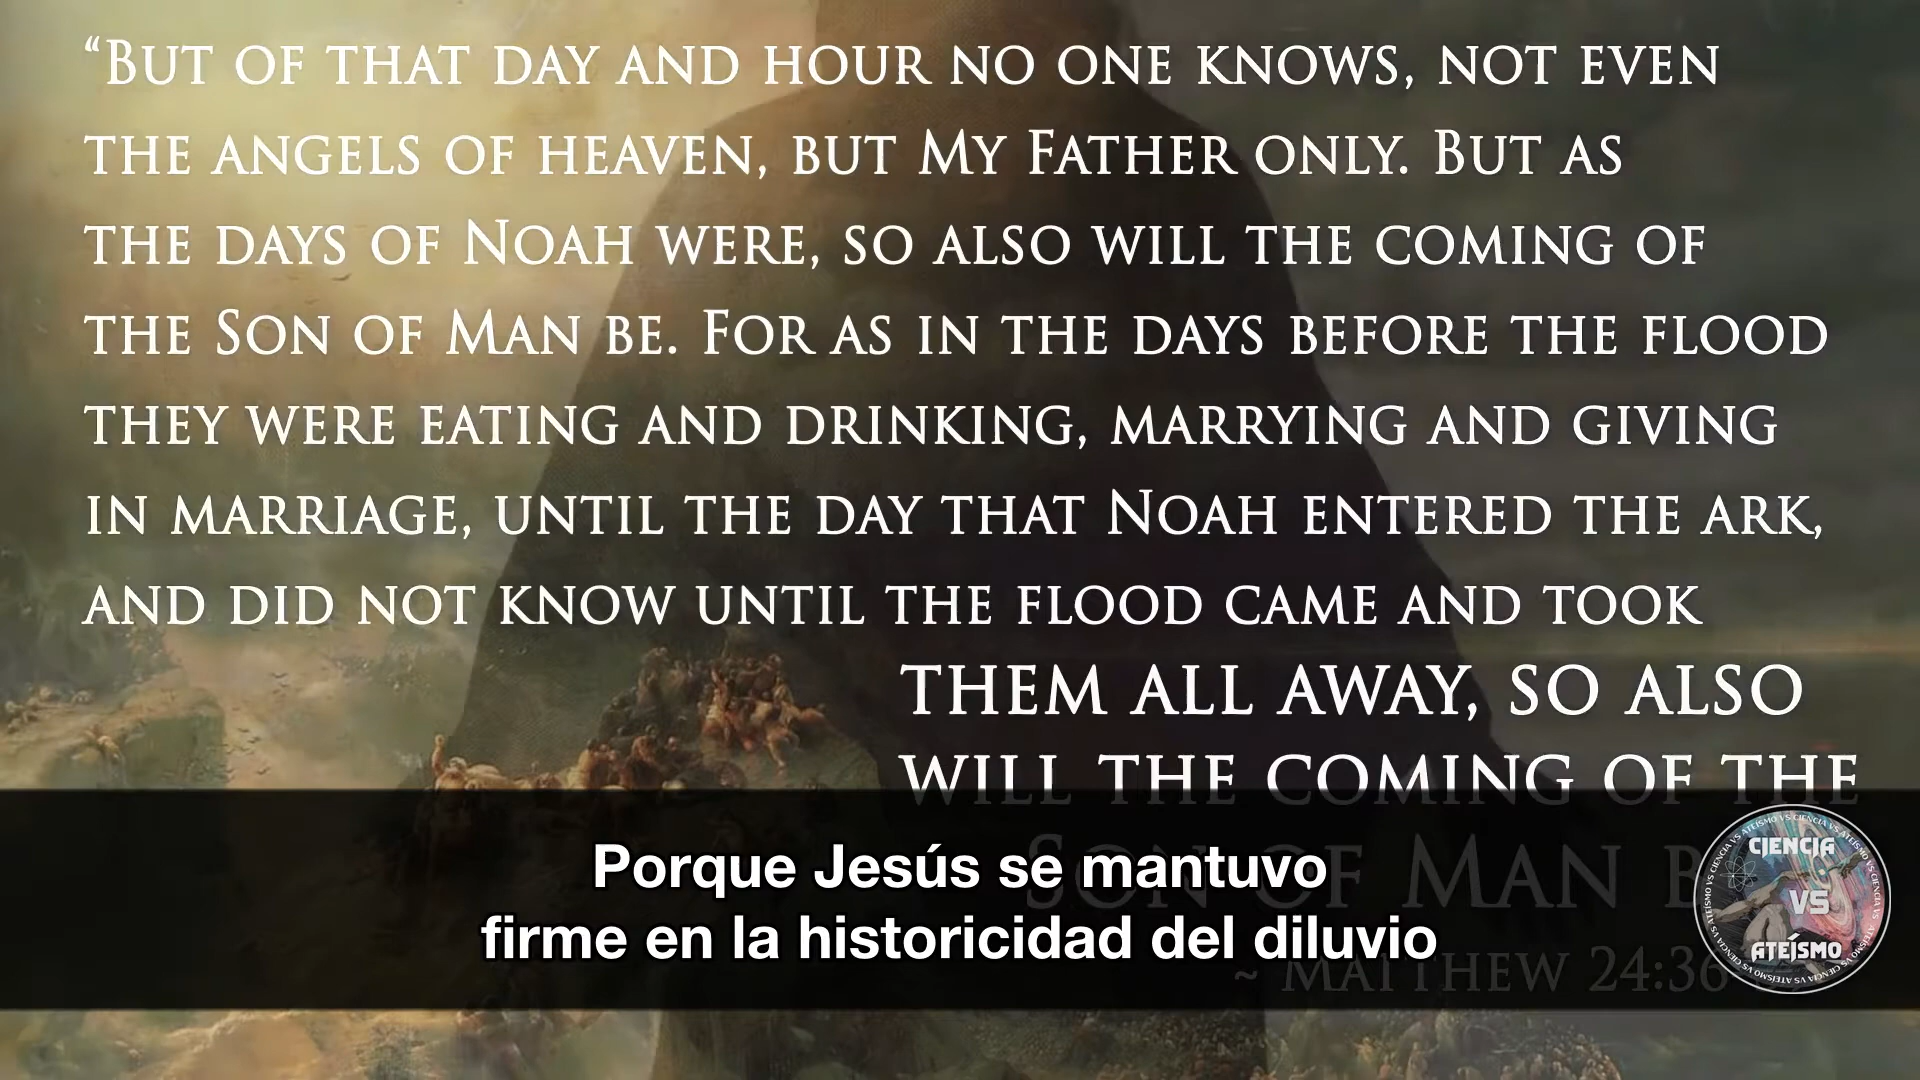 “But of that day and hour no one knows, not even
the angels of heaven, but My Father only. But as
the days of Noah were, so also will the coming of
the Son of Man be. For as in the days before the flood
they were eating and drinking, marrying and giving
in marriage, until the day that Noah entered the ark,
and did not know until the flood came and took
them all away, so also
will the coming of the
Son of Man B
~ Matthew 24:36
Porque Jesús se mantuvo
firme en la historicidad del diluvio
CIENCIA
VS
ATEÍSMO